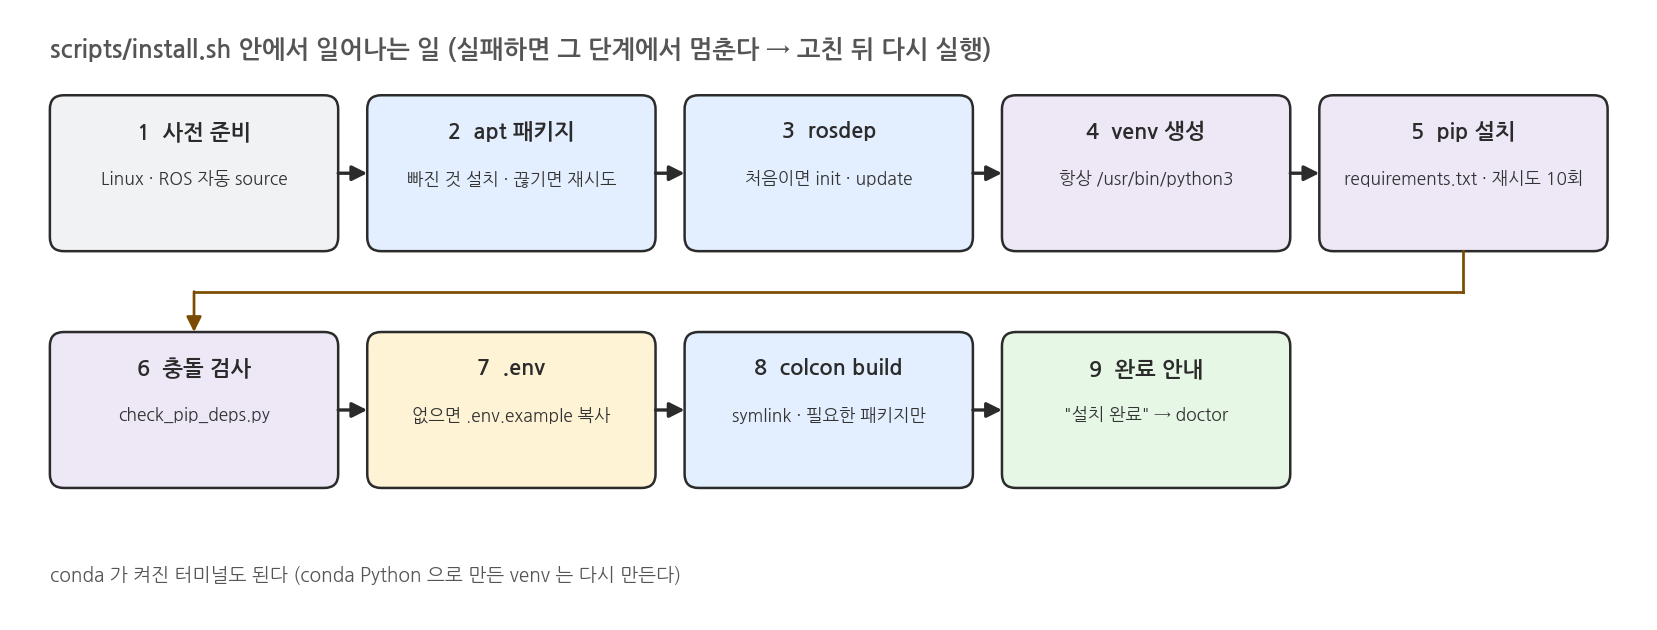 scripts/install.sh 안에서 일어나는 일 (실패하면 그 단계에서 멈춘다 → 고친 뒤 다시 실행)
1 사전 준비
Linux · ROS 자동 source
2 apt 패키지
빠진 것 설치 · 끊기면 재시도
3 rosdep
처음이면 init · update
4 venv 생성
항상 /usr/bin/python3
5 pip 설치
requirements.txt · 재시도 10회
6 충돌 검사
check_pip_deps.py
7 .env
없으면 .env.example 복사
8 colcon build
symlink · 필요한 패키지만
9 완료 안내
"설치 완료" → doctor
conda 가 켜진 터미널도 된다 (conda Python 으로 만든 venv 는 다시 만든다)